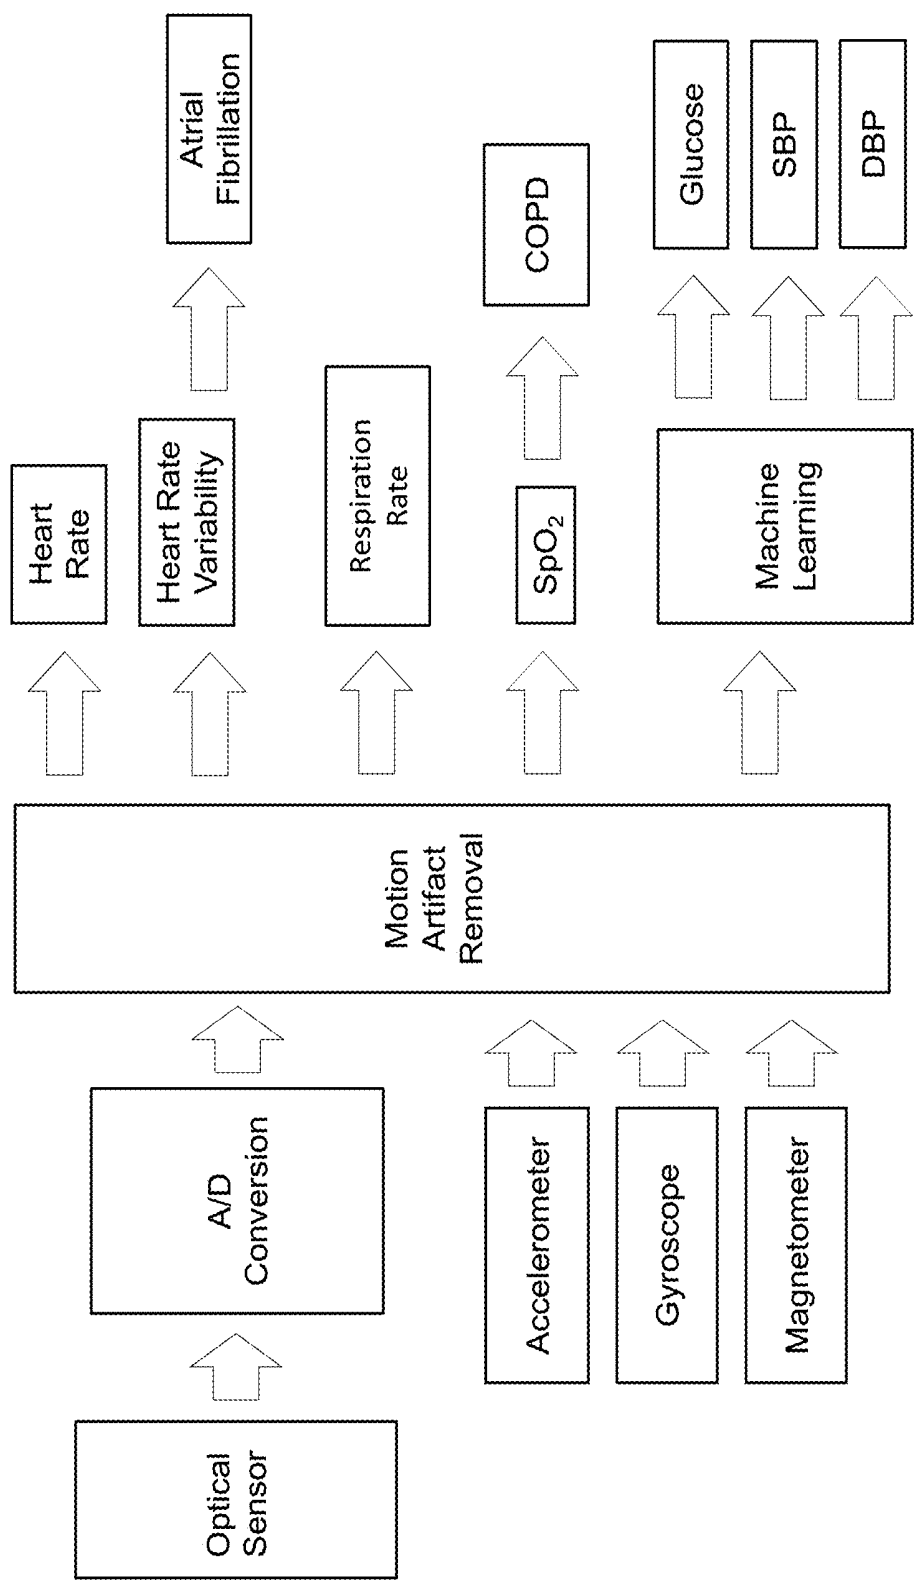 Optical
Sensor
A/D
Conversion
Accelerometer
Gyroscope
Magnetometer
Motion
Artifact
Removal
Heart
Rate
Heart Rate
Variability
Respiration
Rate
SpO₂
Machine
Learning
Atrial
Fibrillation
COPD
Glucose
SBP
DBP